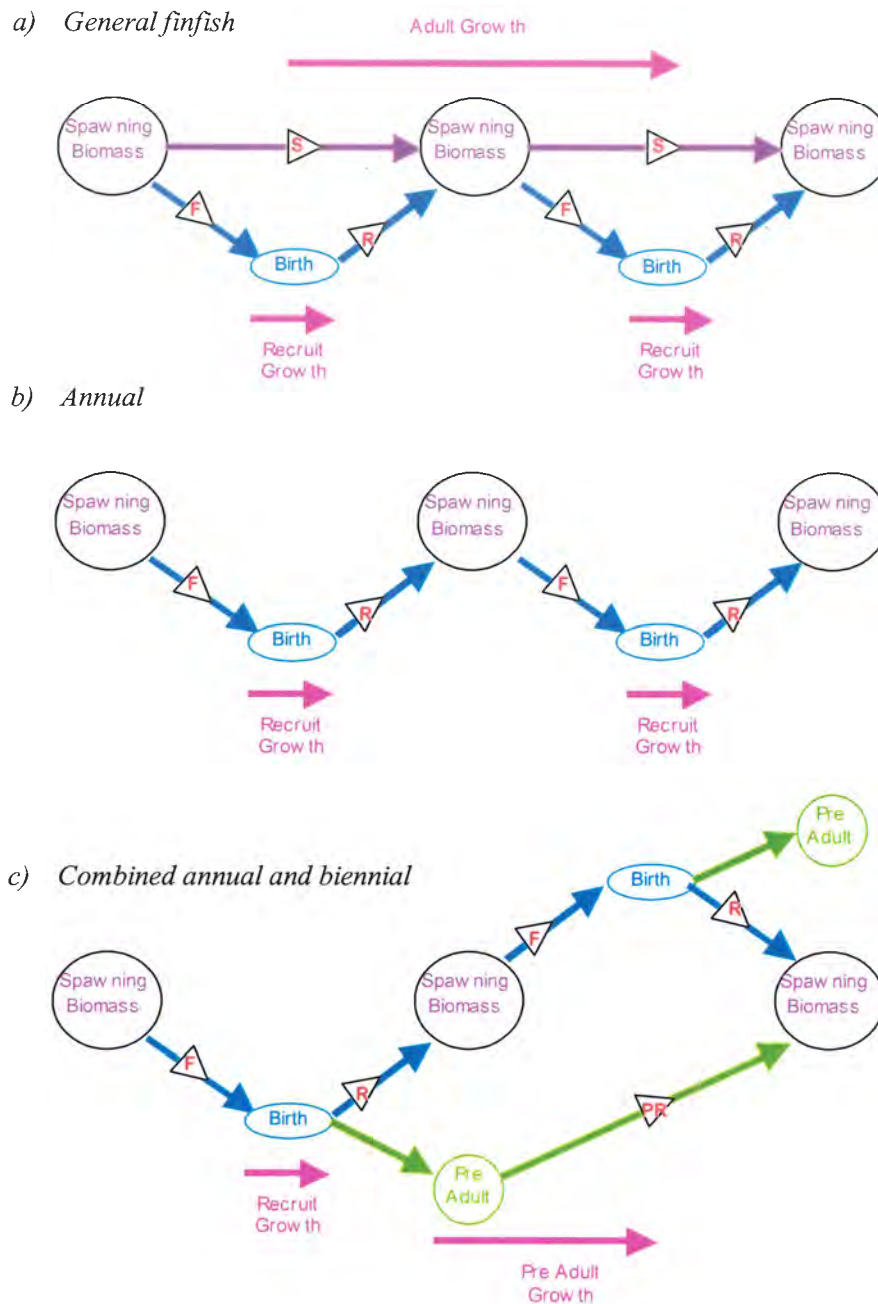 a) General finfish
Adult Grow th
Spaw ning
Biomass
S
Spaw ning
Biomass
S
Spaw ning
Biomass
F
R
F
R
Birth
Birth
Recruit
Grow th
Recruit
Grow th
b) Annual
Spaw ning
Biomass
Spaw ning
Biomass
Spaw ning
Biomass
F
R
F
R
Birth
Birth
Recruit
Grow th
Recruit
Grow th
Pre
Adult
c) Combined annual and biennial
Birth
R
F
Spaw ning
Biomass
Spaw ning
Biomass
Spaw ning
Biomass
F
R
PR
Birth
Pre
Adult
Recruit
Grow th
Pre Adult
Grow th